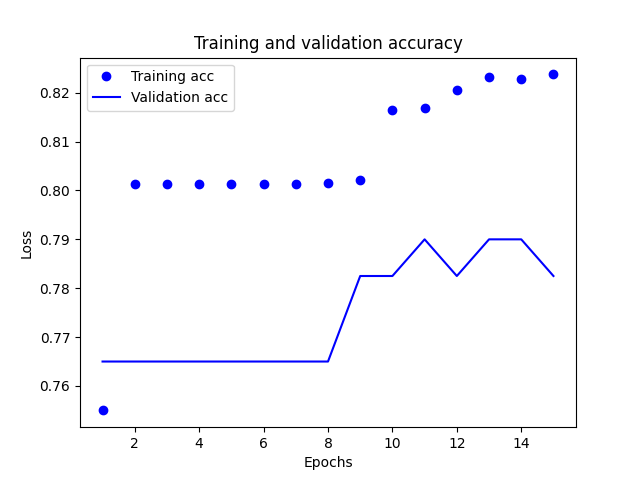 Training and validation accuracy
Training acc
Validation acc
0.82
0.81
0.80
0.79
0.78
0.77
0.76
Loss
2 4 6 8 10 12 14
Epochs